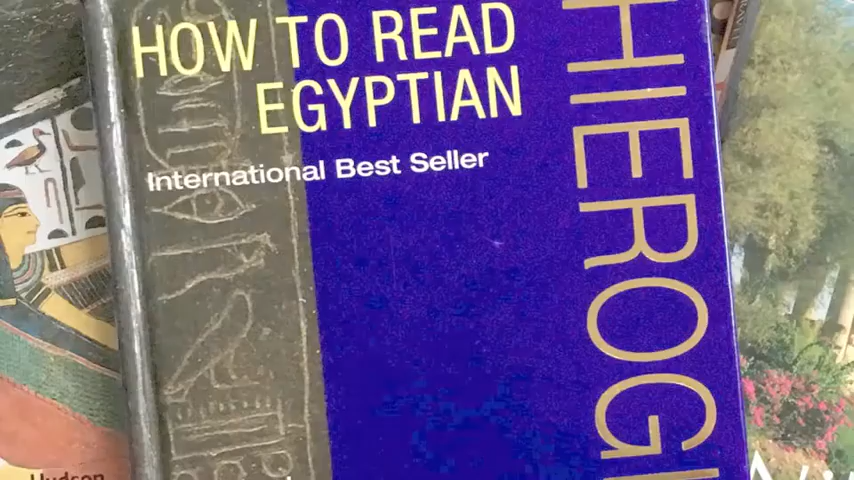 HOW TO READ
EGYPTIAN
International Best Seller
HIEROG
Hudson